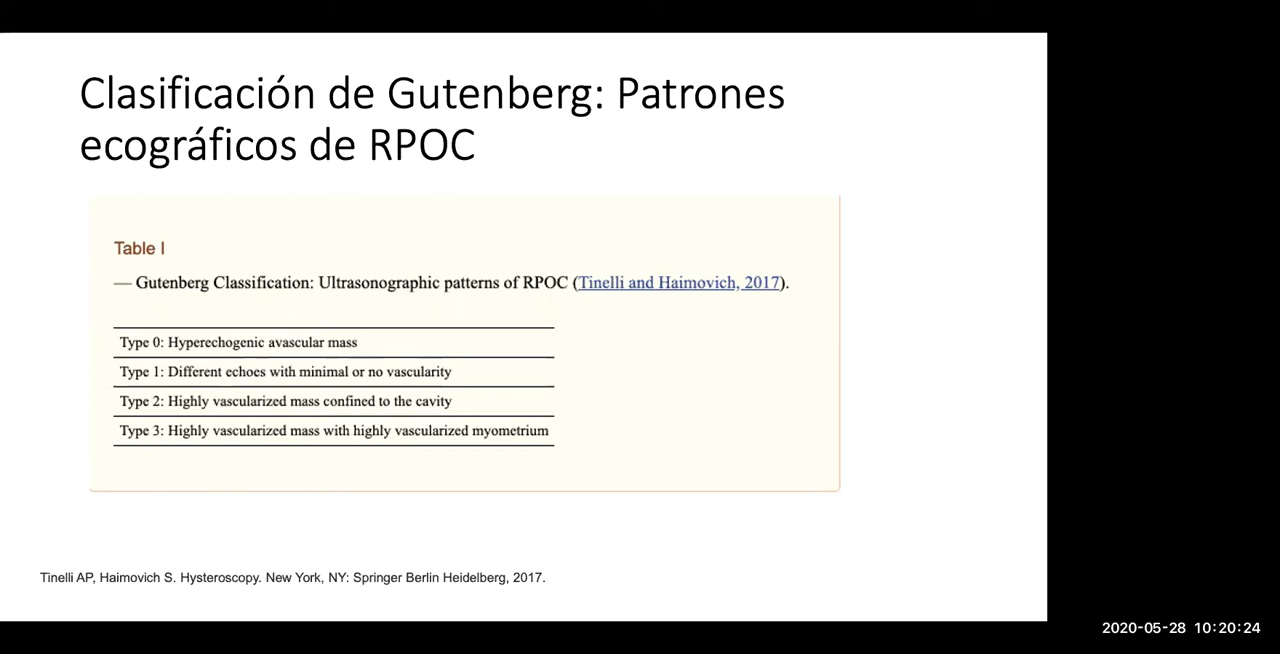 Clasificación de Gutenberg: Patrones
ecográficos de RPOC
Table I
— Gutenberg Classification: Ultrasonographic patterns of RPOC (Tinelli and Haimovich, 2017).
Type 0: Hyperechogenic avascular mass
Type 1: Different echoes with minimal or no vascularity
Type 2: Highly vascularized mass confined to the cavity
Type 3: Highly vascularized mass with highly vascularized myometrium
Tinelli AP, Haimovich S. Hysteroscopy. New York, NY: Springer Berlin Heidelberg, 2017.
2020-05-28 10:20:24